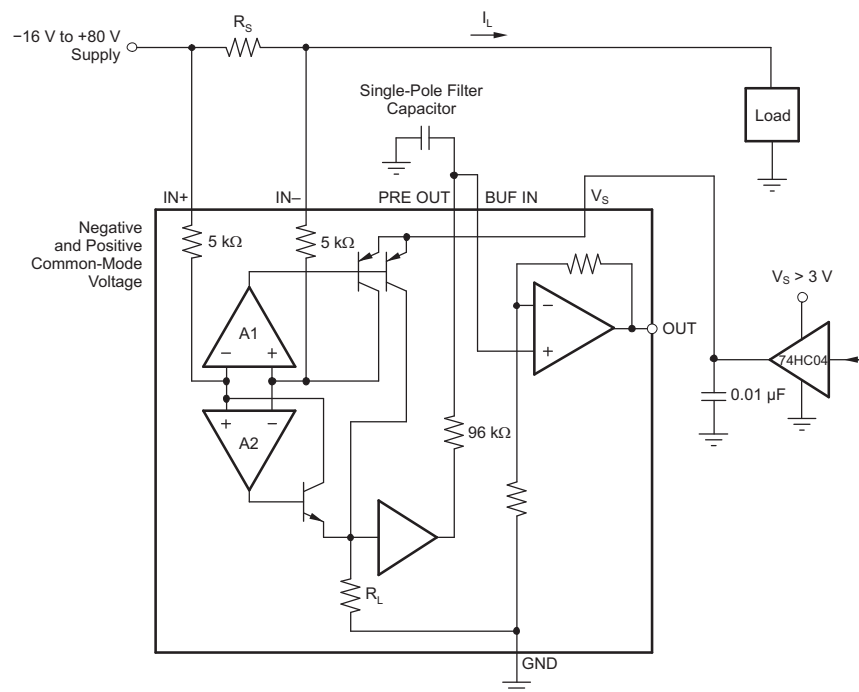 −16 V to +80 V
Supply
R_S
I_L
Single-Pole Filter
Capacitor
Load
IN+
IN−
PRE OUT
BUF IN
V_S
Negative
and Positive
Common-Mode
Voltage
5 kΩ
5 kΩ
V_S > 3 V
A1
− +
−
+
OUT
74HC04
0.01 µF
+ −
A2
96 kΩ
R_L
GND